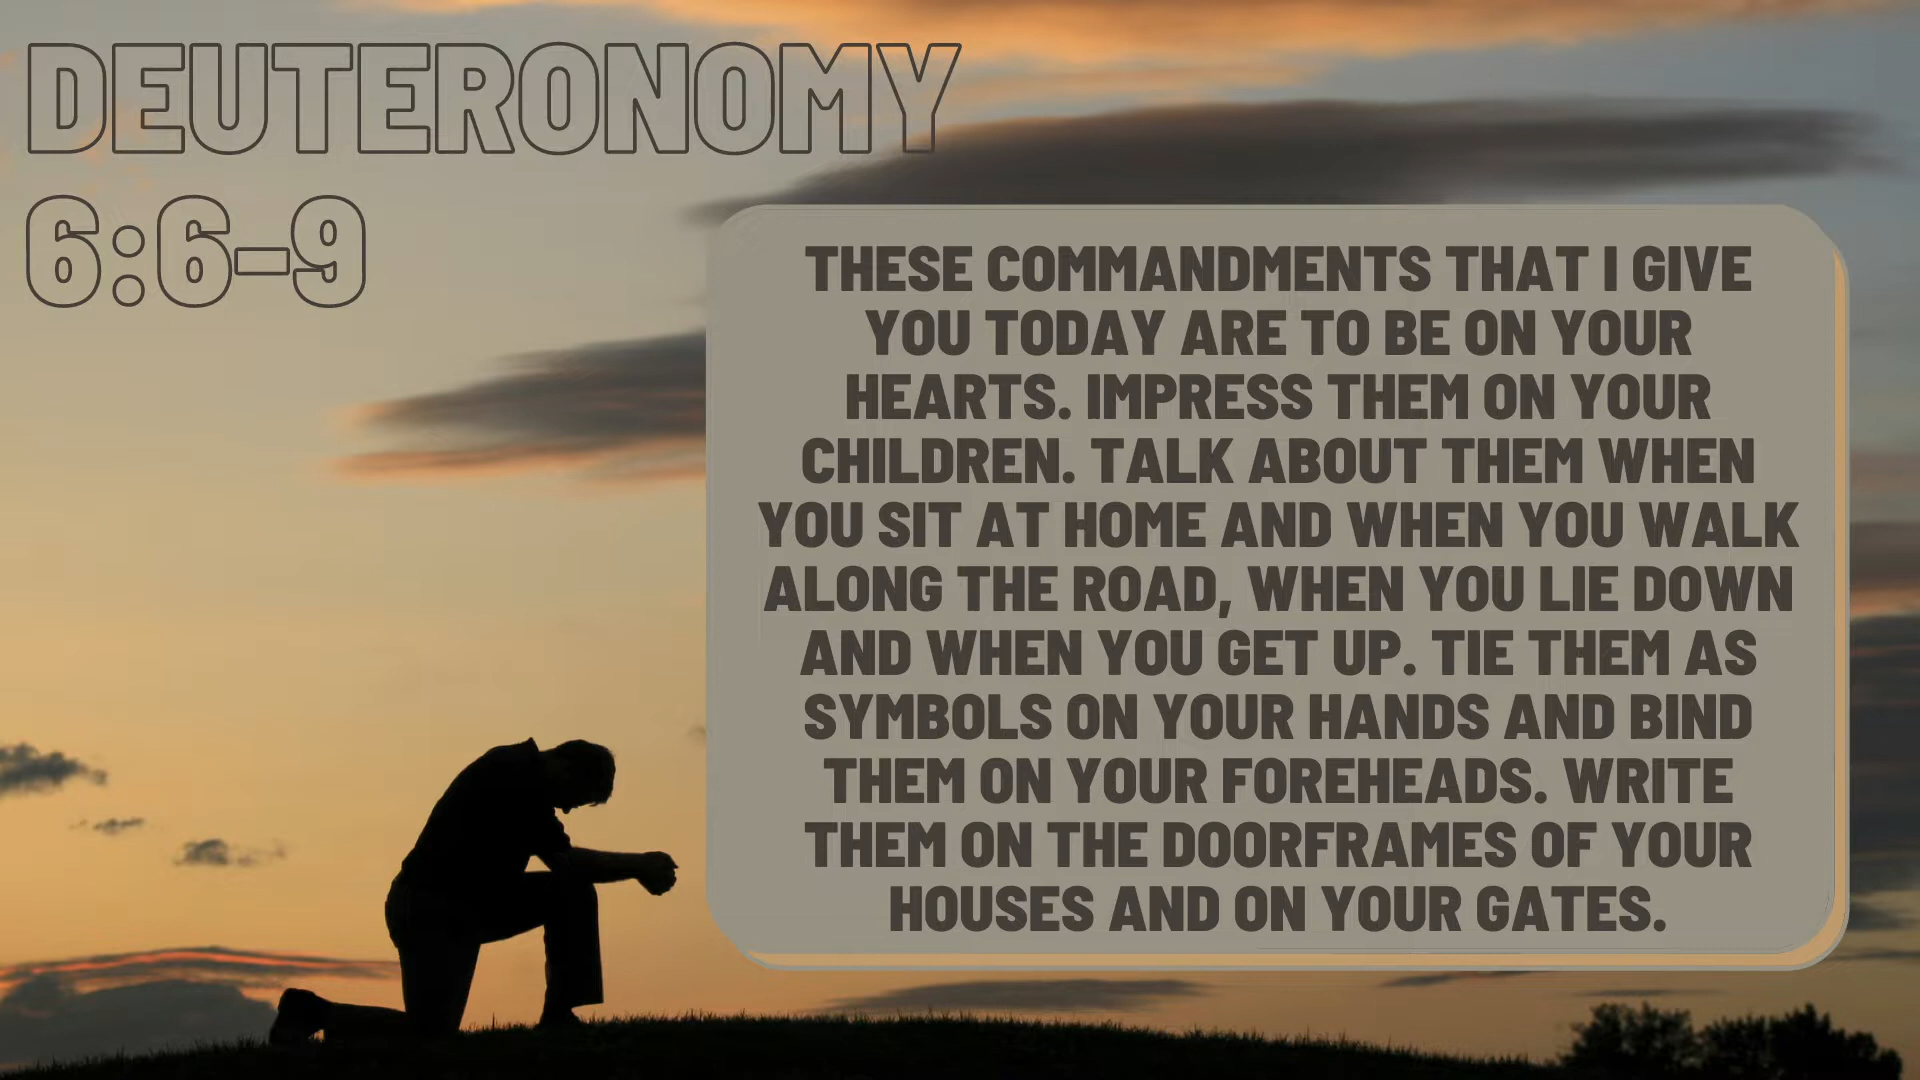 DEUTERONOMY
6:6-9
THESE COMMANDMENTS THAT I GIVE
YOU TODAY ARE TO BE ON YOUR
HEARTS. IMPRESS THEM ON YOUR
CHILDREN. TALK ABOUT THEM WHEN
YOU SIT AT HOME AND WHEN YOU WALK
ALONG THE ROAD, WHEN YOU LIE DOWN
AND WHEN YOU GET UP. TIE THEM AS
SYMBOLS ON YOUR HANDS AND BIND
THEM ON YOUR FOREHEADS. WRITE
THEM ON THE DOORFRAMES OF YOUR
HOUSES AND ON YOUR GATES.